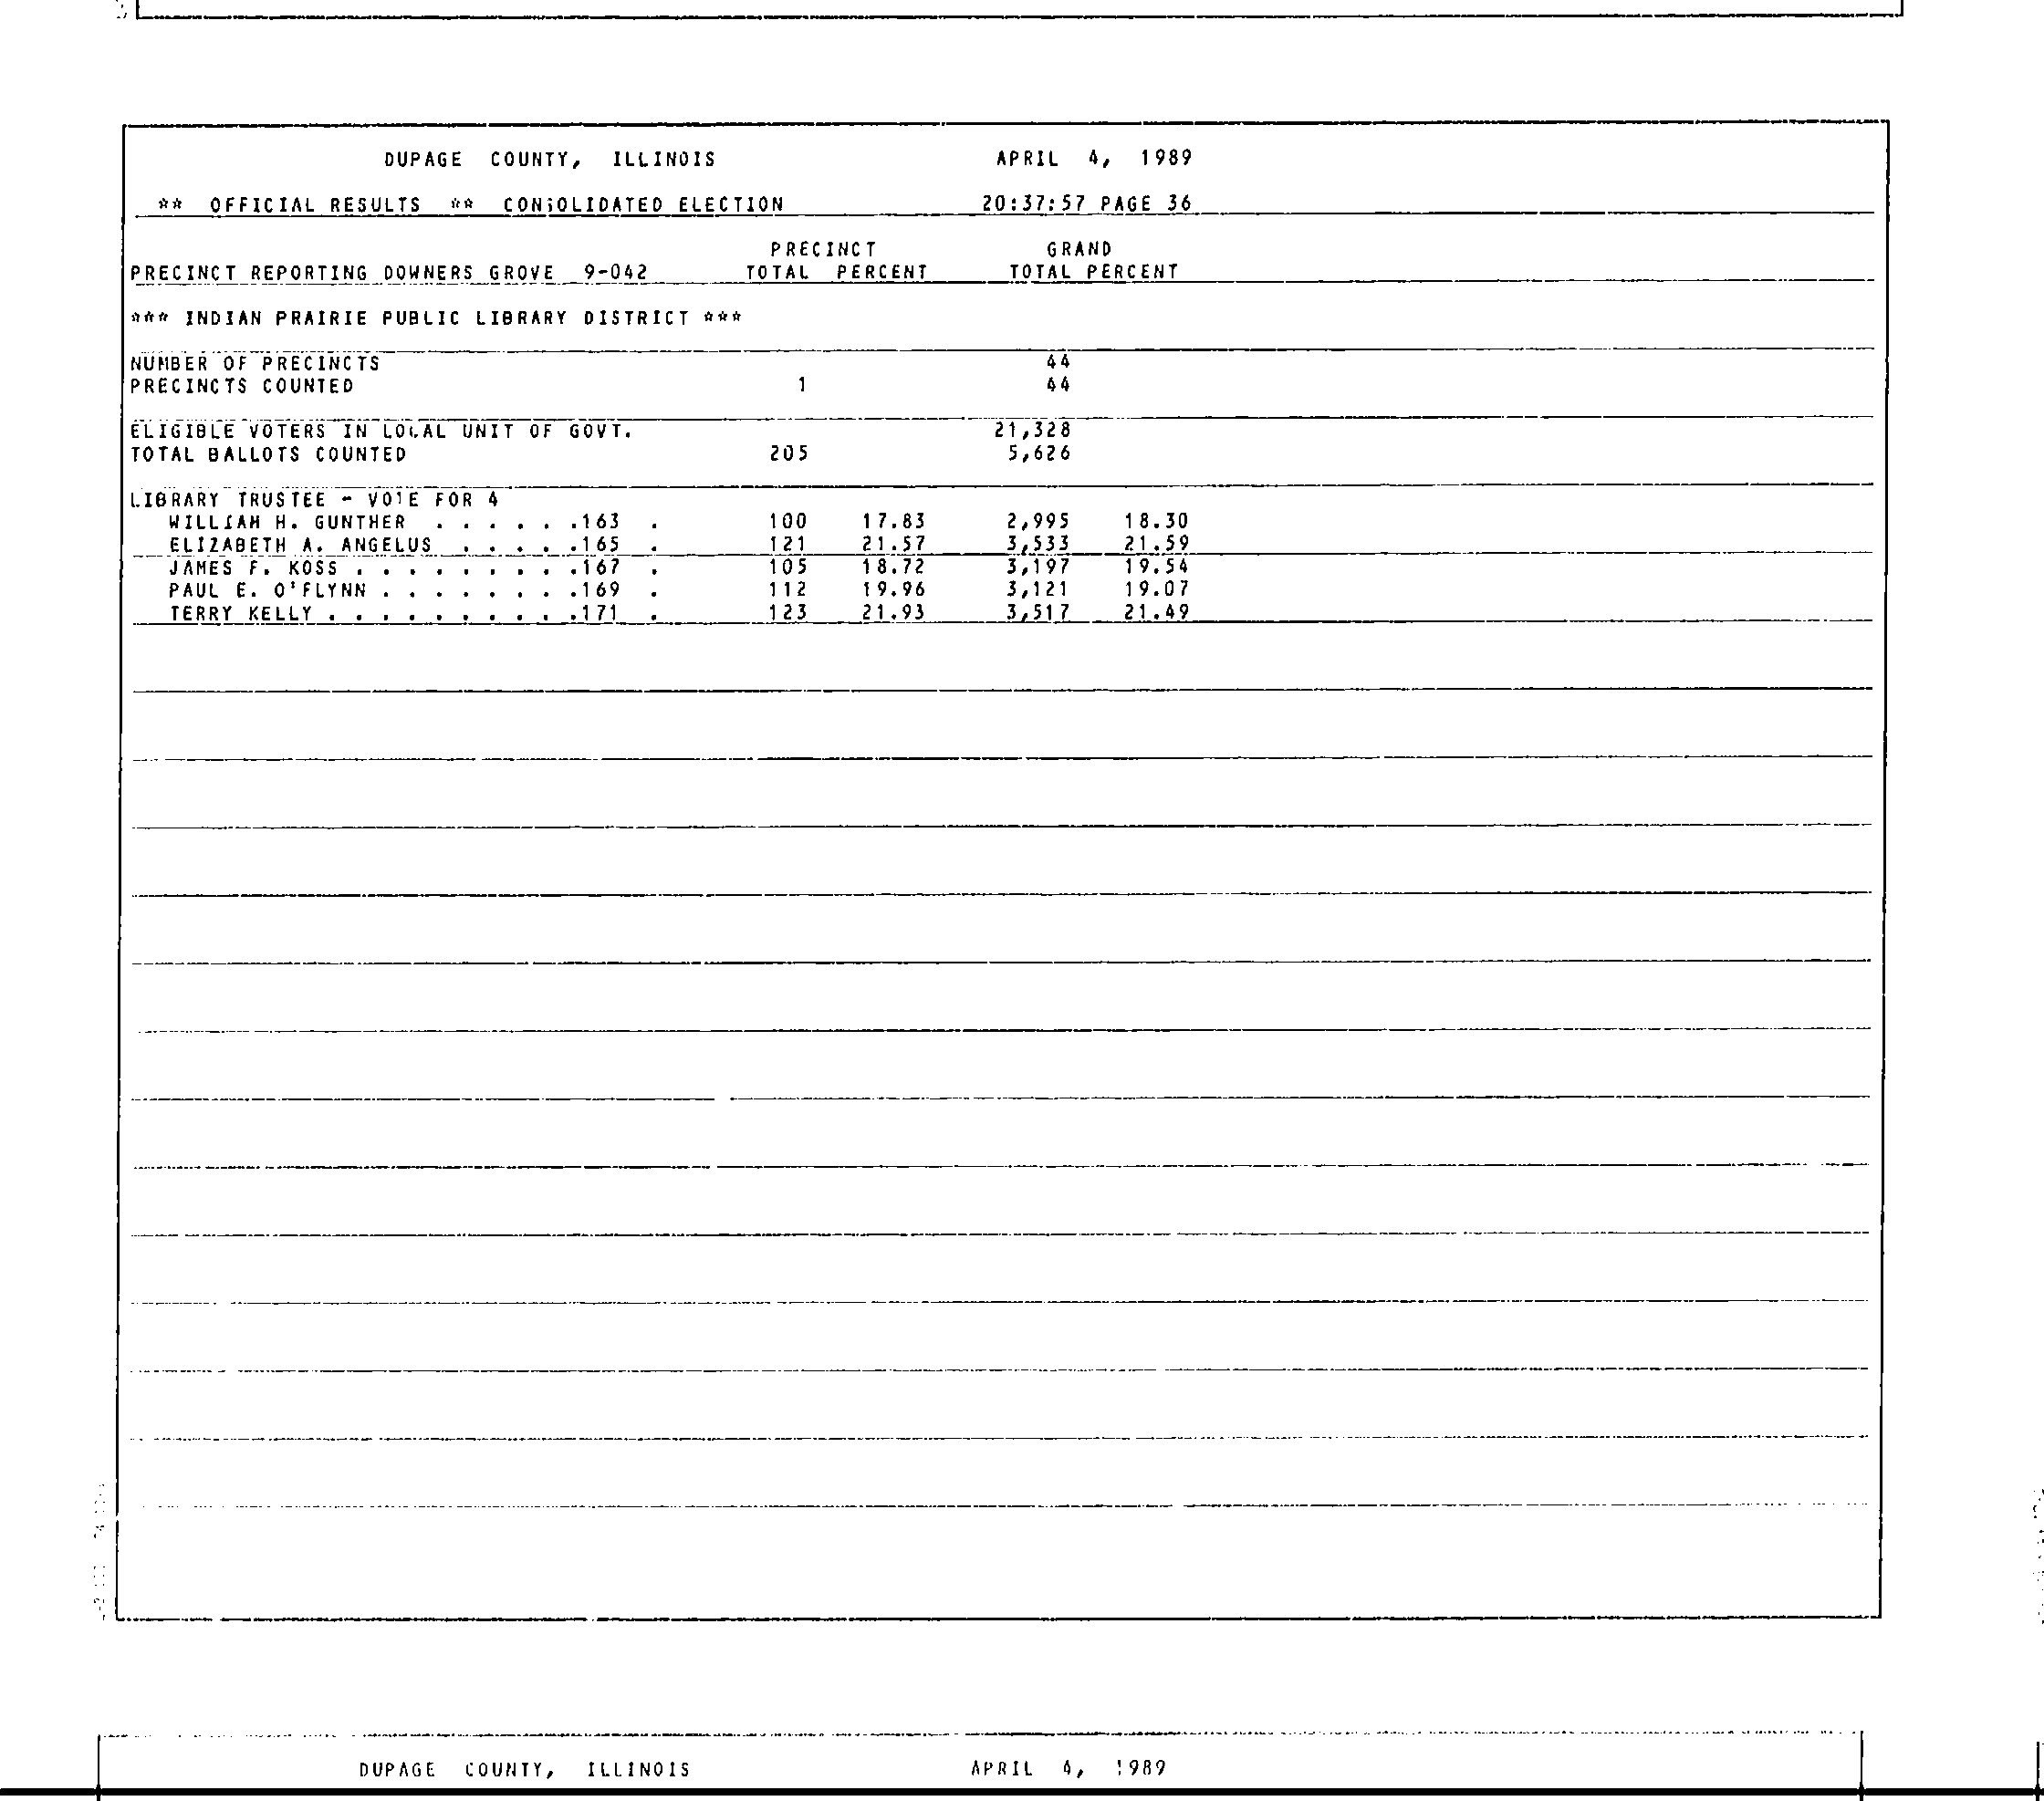 DUPAGE COUNTY, ILLINOIS APRIL 4, 1989
** OFFICIAL RESULTS ** CONSOLIDATED ELECTION 20:37:57 PAGE 36
PRECINCT GRAND
PRECINCT REPORTING DOWNERS GROVE 9-042 TOTAL PERCENT TOTAL PERCENT
*** INDIAN PRAIRIE PUBLIC LIBRARY DISTRICT ***
NUMBER OF PRECINCTS 44
PRECINCTS COUNTED 1 44
ELIGIBLE VOTERS IN LOCAL UNIT OF GOVT. 21,328
TOTAL BALLOTS COUNTED 205 5,626
LIBRARY TRUSTEE - VOTE FOR 4
WILLIAM H. GUNTHER . . . . . .163 . 100 17.83 2,995 18.30
ELIZABETH A. ANGELUS . . . . .165 . 121 21.57 3,533 21.59
JAMES F. KOSS . . . . . . . . .167 . 105 18.72 3,197 19.54
PAUL E. O'FLYNN . . . . . . . .169 . 112 19.96 3,121 19.07
TERRY KELLY . . . . . . . . . .171 . 123 21.93 3,517 21.49
DUPAGE COUNTY, ILLINOIS APRIL 4, 1989